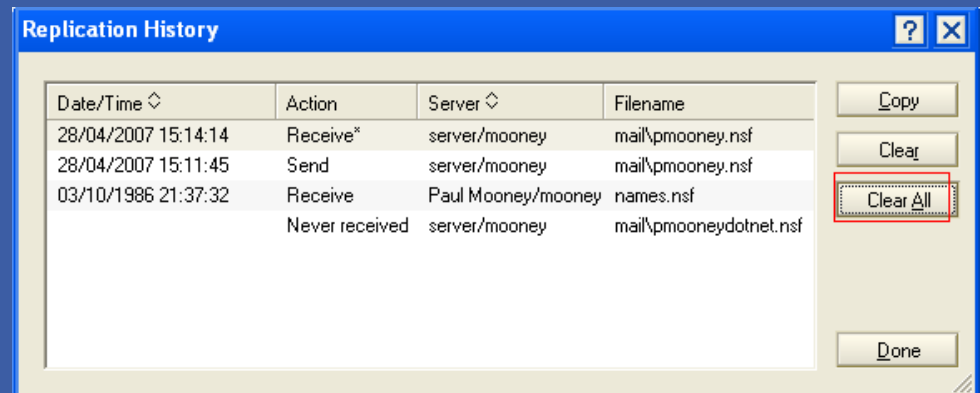 Replication History
Date/Time Action Server Filename
28/04/2007 15:14:14 Receive* server/mooney mail\pmooney.nsf
28/04/2007 15:11:45 Send server/mooney mail\pmooney.nsf
03/10/1986 21:37:32 Receive Paul Mooney/mooney names.nsf
Never received server/mooney mail\pmooneydotnet.nsf
Copy
Clear
Clear All
Done